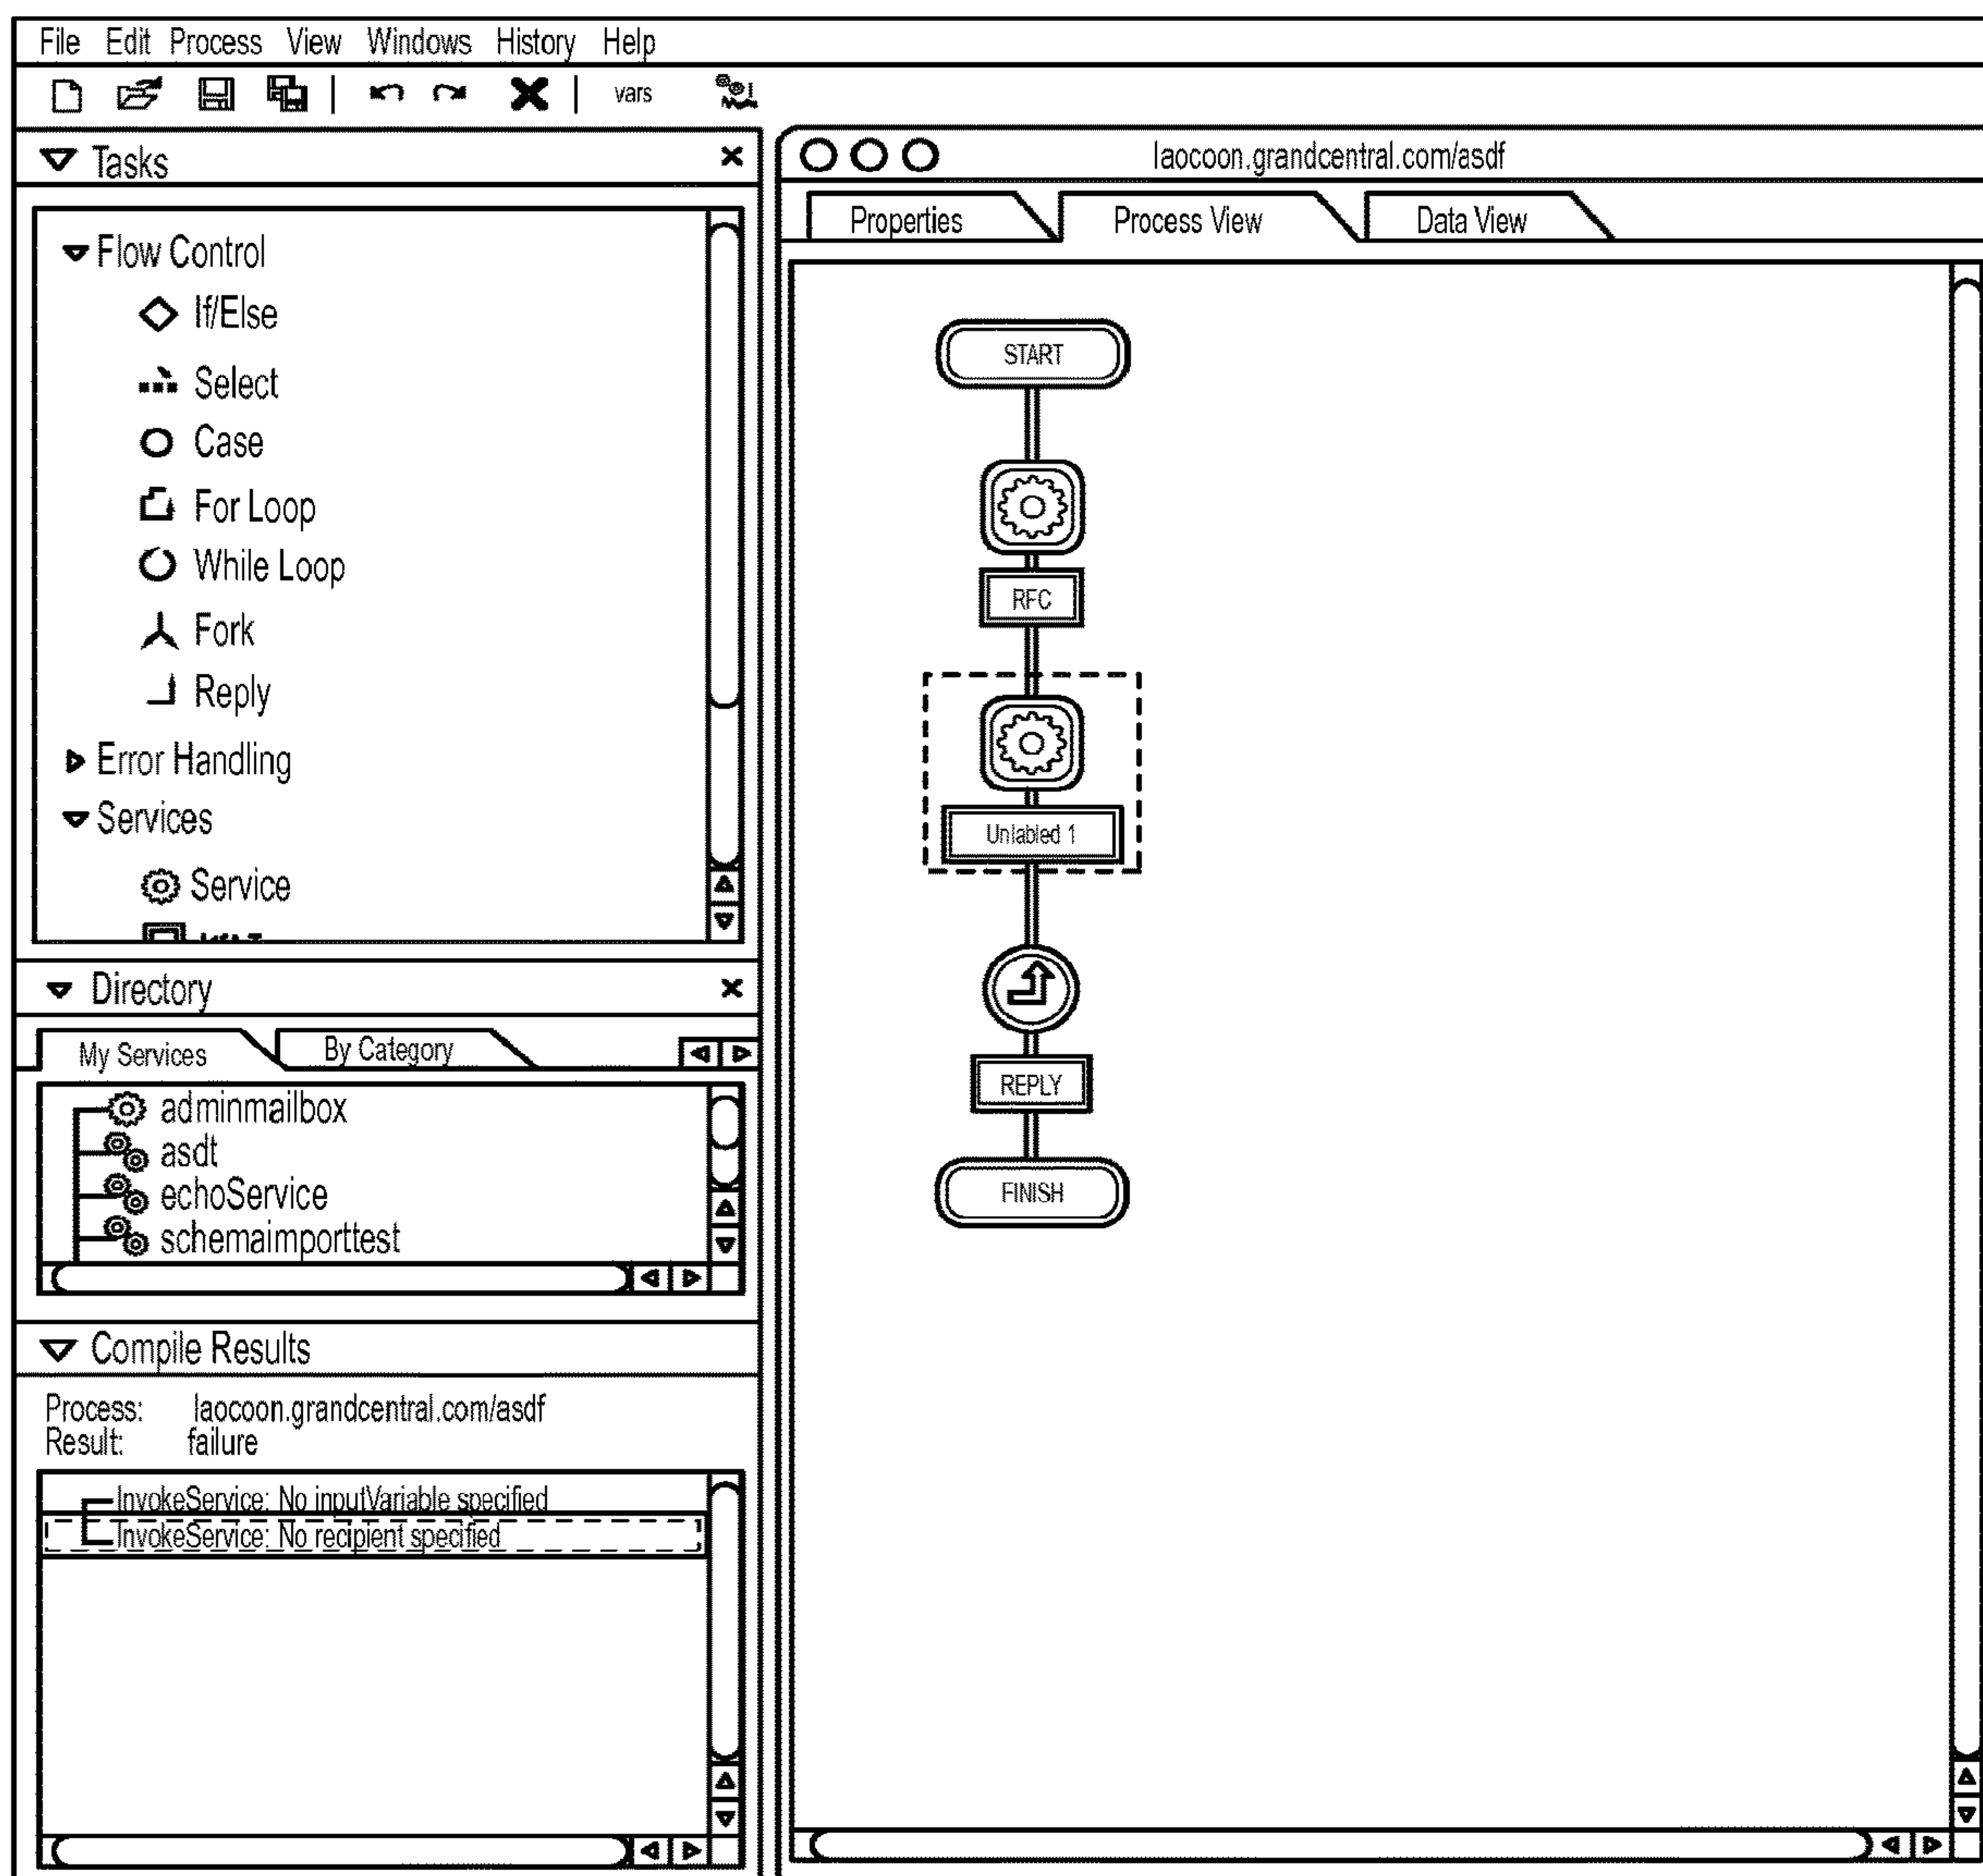 File Edit Process View Windows History Help
vars
Tasks
Flow Control
If/Else
Select
Case
For Loop
While Loop
Fork
Reply
Error Handling
Services
Service
Directory
My Services By Category
adminmailbox
asdt
echoService
schemaimporttest
Compile Results
Process: laocoon.grandcentral.com/asdf
Result: failure
InvokeService: No inputVariable specified
InvokeService: No recipient specified
laocoon.grandcentral.com/asdf
Properties Process View Data View
START
RFC
Unlabled 1
REPLY
FINISH